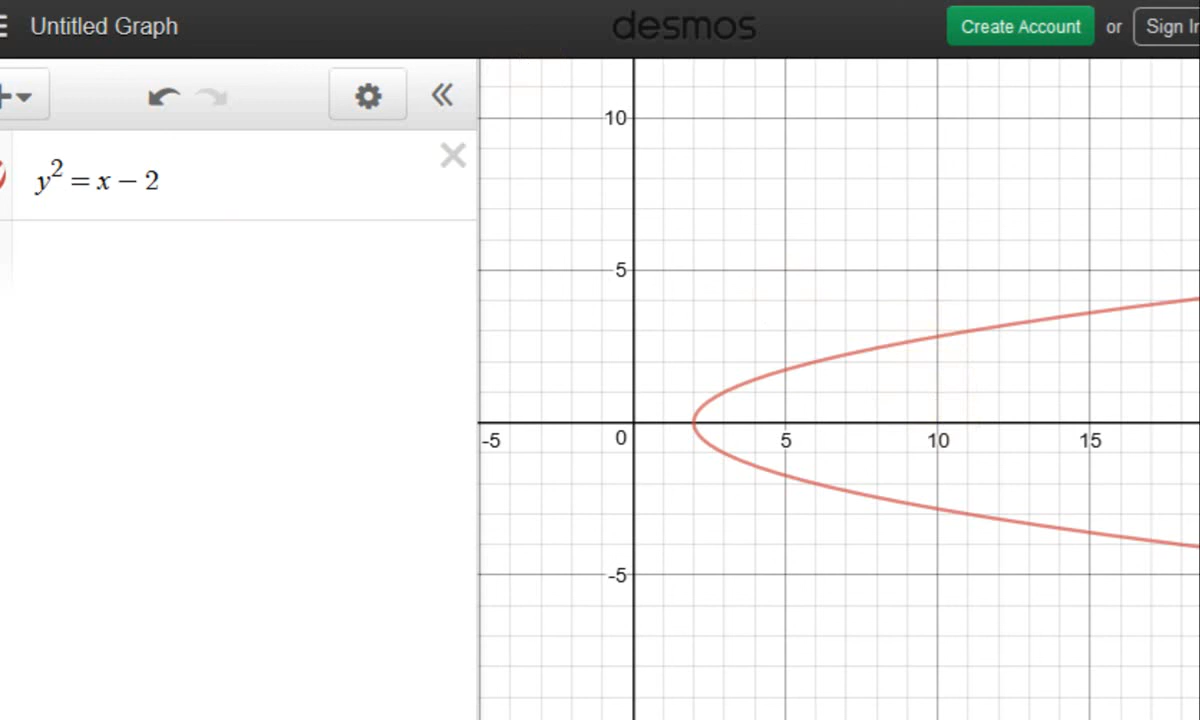 Untitled Graph
desmos
Create Account or Sign In
y² = x − 2
10
5
0
-5
-5
5
10
15